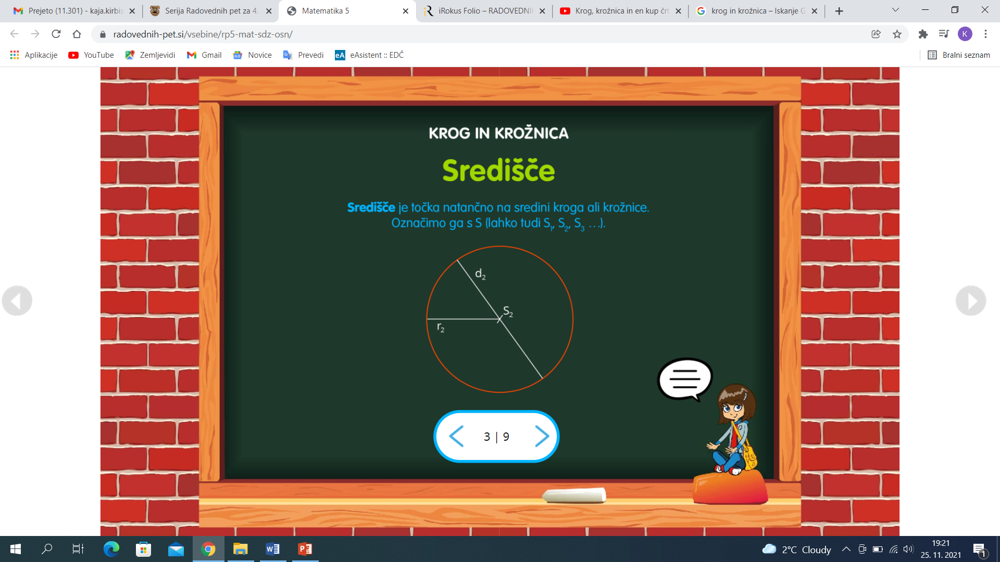 Prejeto (11.301) - kaja.kirbis
Serija Radovednih pet za 4.
Matematika 5
iRokus Folio – RADOVEDNI
Krog, krožnica in en kup črt
krog in krožnica – Iskanje G
radovednih-pet.si/vsebine/rp5-mat-sdz-osn/
K
Aplikacije
YouTube
Zemljevidi
Gmail
Novice
Prevedi
eA
eAsistent :: EDČ
Bralni seznam
KROG IN KROŽNICA
Središče
Središče je točka natančno na sredini kroga ali krožnice.
Označimo ga s S (lahko tudi S₁, S₂, S₃ ...).
d₂
S₂
r₂
3 | 9
2°C Cloudy
19:21
25. 11. 2021
1